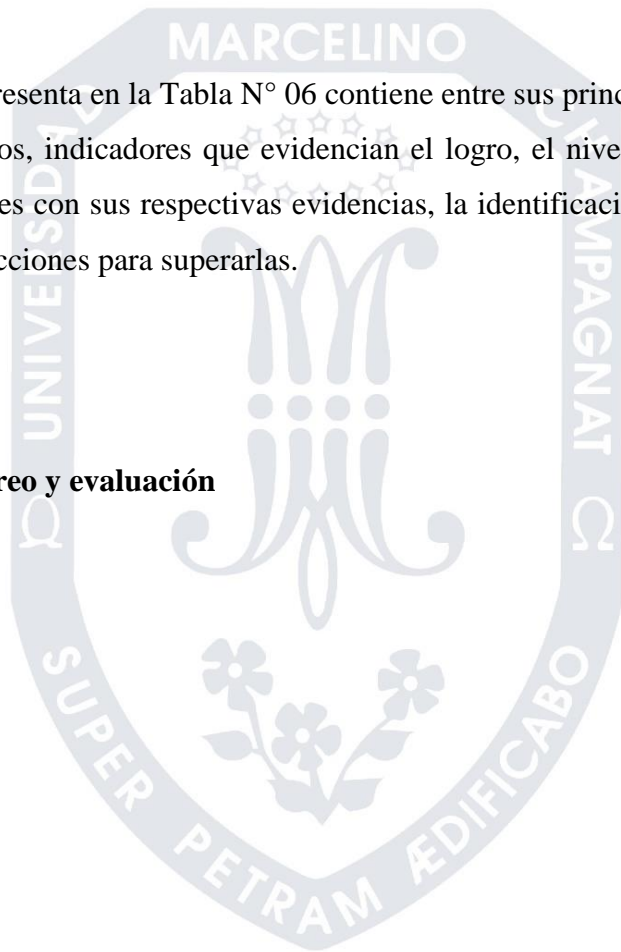 MARCELINO
resenta en la Tabla N° 06 contiene entre sus princ
os, indicadores que evidencian el logro, el nive
es con sus respectivas evidencias, la identificaci
cciones para superarlas.
reo y evaluación
UNIVERSIDAD
CHAMPAGNAT
SUPER PETRAM ÆDIFICABO